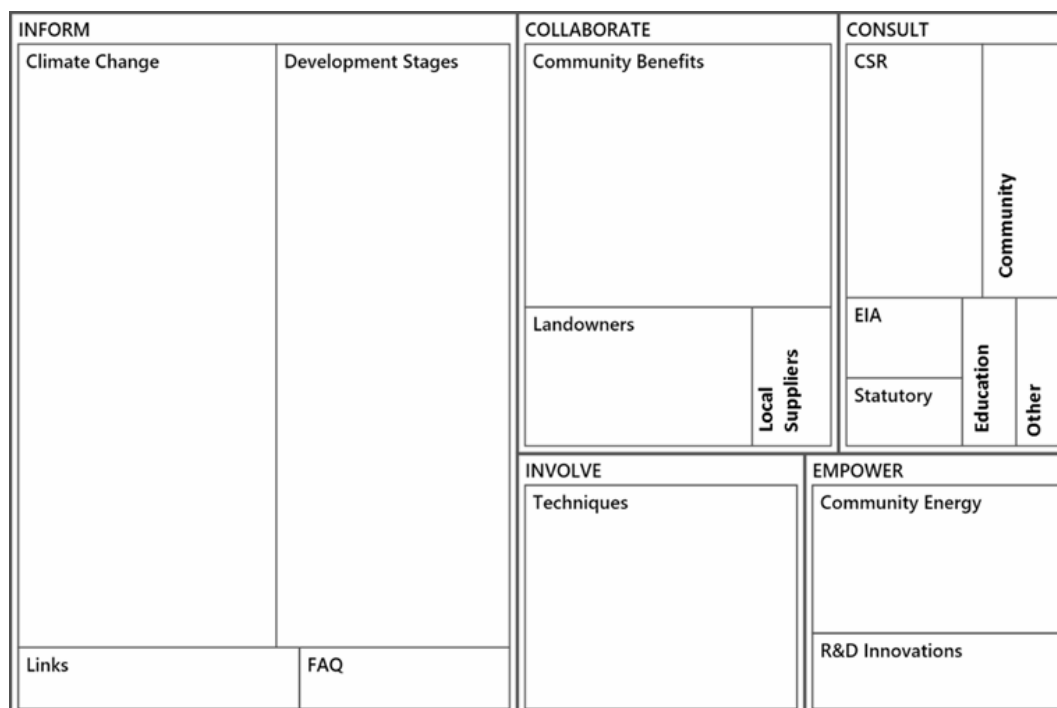 INFORM
Climate Change
Development Stages
Links
FAQ
COLLABORATE
Community Benefits
Landowners
Local
Suppliers
CONSULT
CSR
Community
EIA
Statutory
Education
Other
INVOLVE
Techniques
EMPOWER
Community Energy
R&D Innovations